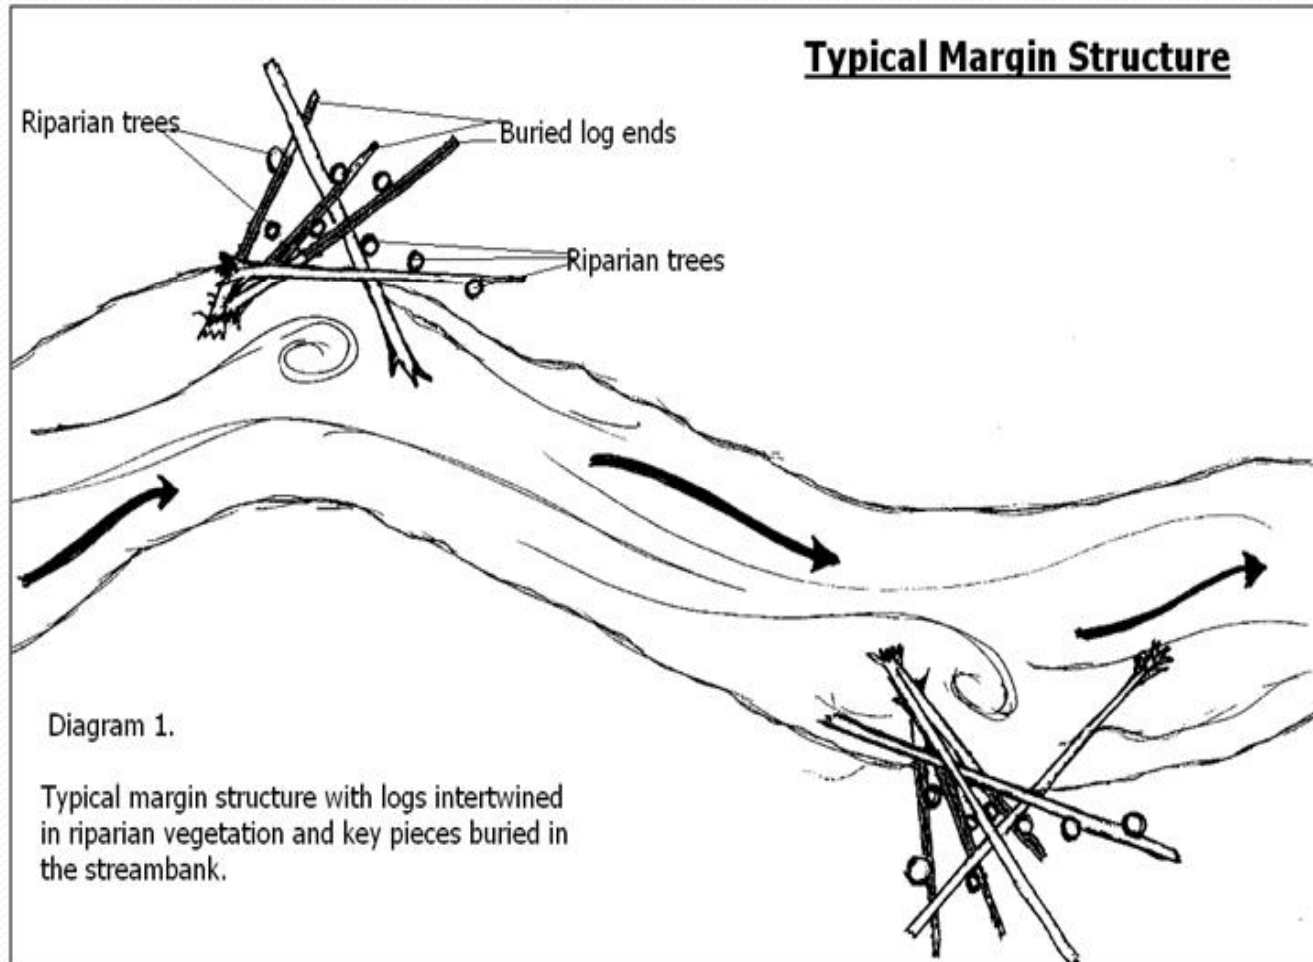 Typical Margin Structure
Riparian trees
Buried log ends
Riparian trees
Diagram 1.
Typical margin structure with logs intertwined
in riparian vegetation and key pieces buried in
the streambank.